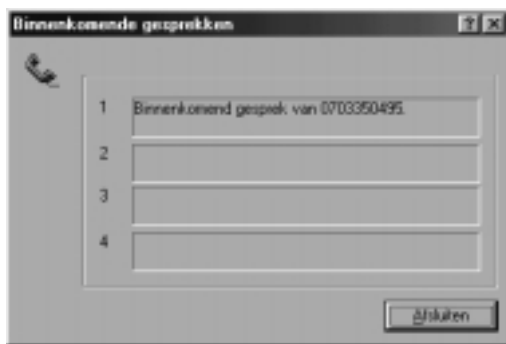 Binnenkomende gesprekken
1 Binnenkomend gesprek van 0703350495.
2
3
4
Afsluiten